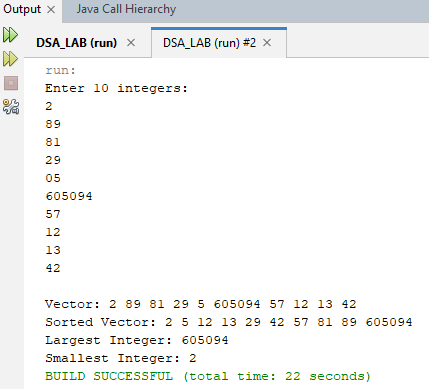 Output × Java Call Hierarchy
DSA_LAB (run) × DSA_LAB (run) #2 ×
run:
Enter 10 integers:
2
89
81
29
05
605094
57
12
13
42
Vector: 2 89 81 29 5 605094 57 12 13 42
Sorted Vector: 2 5 12 13 29 42 57 81 89 605094
Largest Integer: 605094
Smallest Integer: 2
BUILD SUCCESSFUL (total time: 22 seconds)